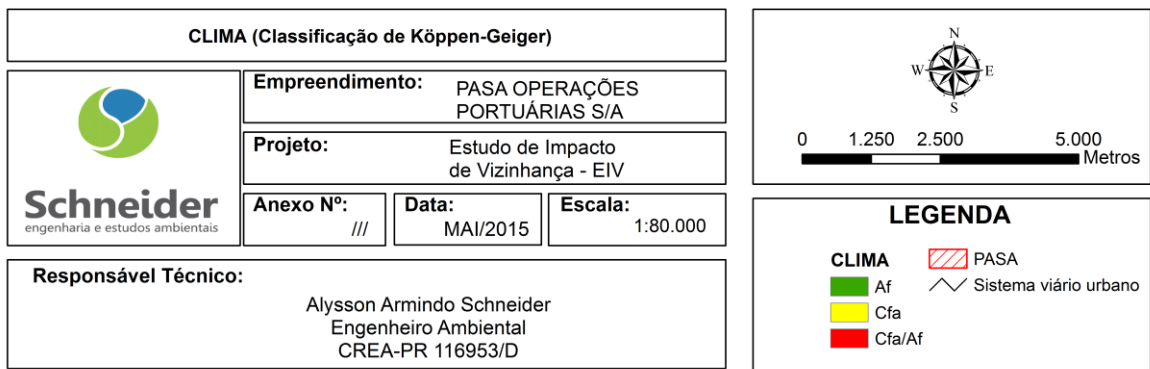 CLIMA (Classificação de Köppen-Geiger)
Schneider
engenharia e estudos ambientais
Empreendimento: PASA OPERAÇÕES
PORTUÁRIAS S/A
Projeto: Estudo de Impacto
de Vizinhança - EIV
Anexo Nº:
///
Data:
MAI/2015
Escala:
1:80.000
Responsável Técnico:
Alysson Armindo Schneider
Engenheiro Ambiental
CREA-PR 116953/D
N
W E
S
0 1.250 2.500 5.000
Metros
LEGENDA
CLIMA
Af
Cfa
Cfa/Af
PASA
Sistema viário urbano